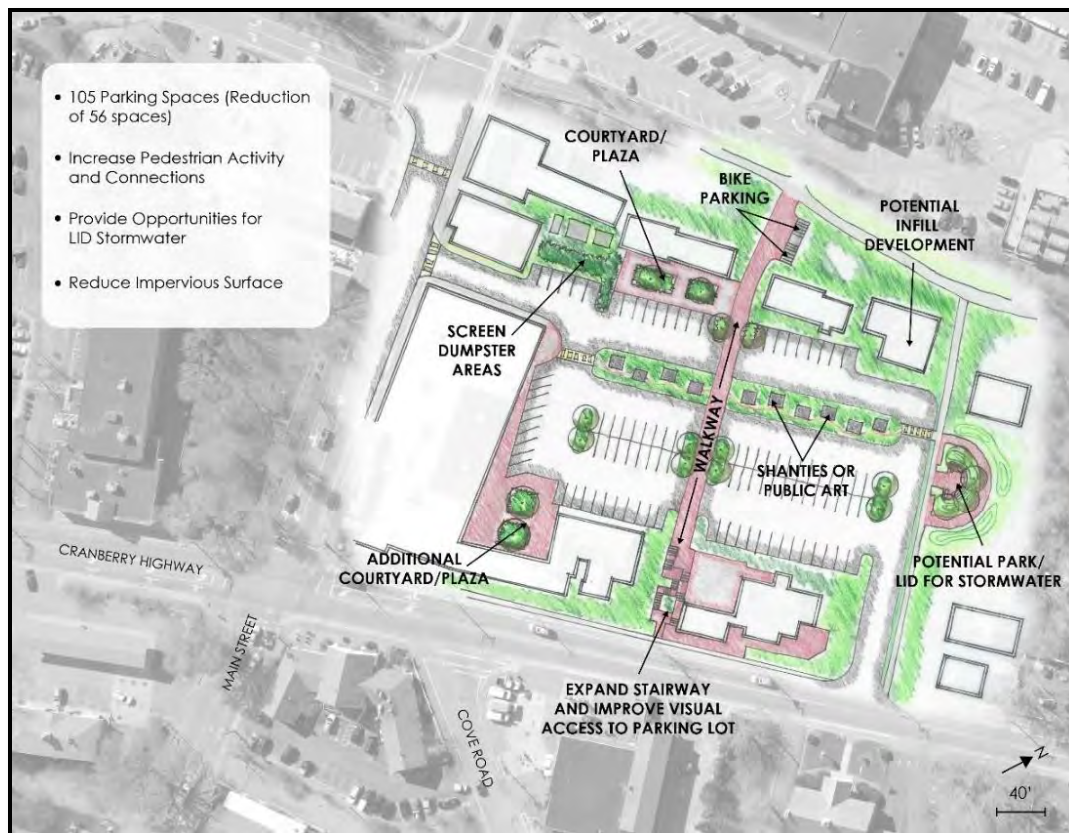 • 105 Parking Spaces (Reduction
of 56 spaces)
• Increase Pedestrian Activity
and Connections
• Provide Opportunities for
LID Stormwater
• Reduce Impervious Surface
COURTYARD/
PLAZA
BIKE
PARKING
POTENTIAL
INFILL
DEVELOPMENT
SCREEN
DUMPSTER
AREAS
WALKWAY
SHANTIES OR
PUBLIC ART
ADDITIONAL
COURTYARD/PLAZA
POTENTIAL PARK/
LID FOR STORMWATER
CRANBERRY HIGHWAY
MAIN STREET
COVE ROAD
EXPAND STAIRWAY
AND IMPROVE VISUAL
ACCESS TO PARKING LOT
N
40'